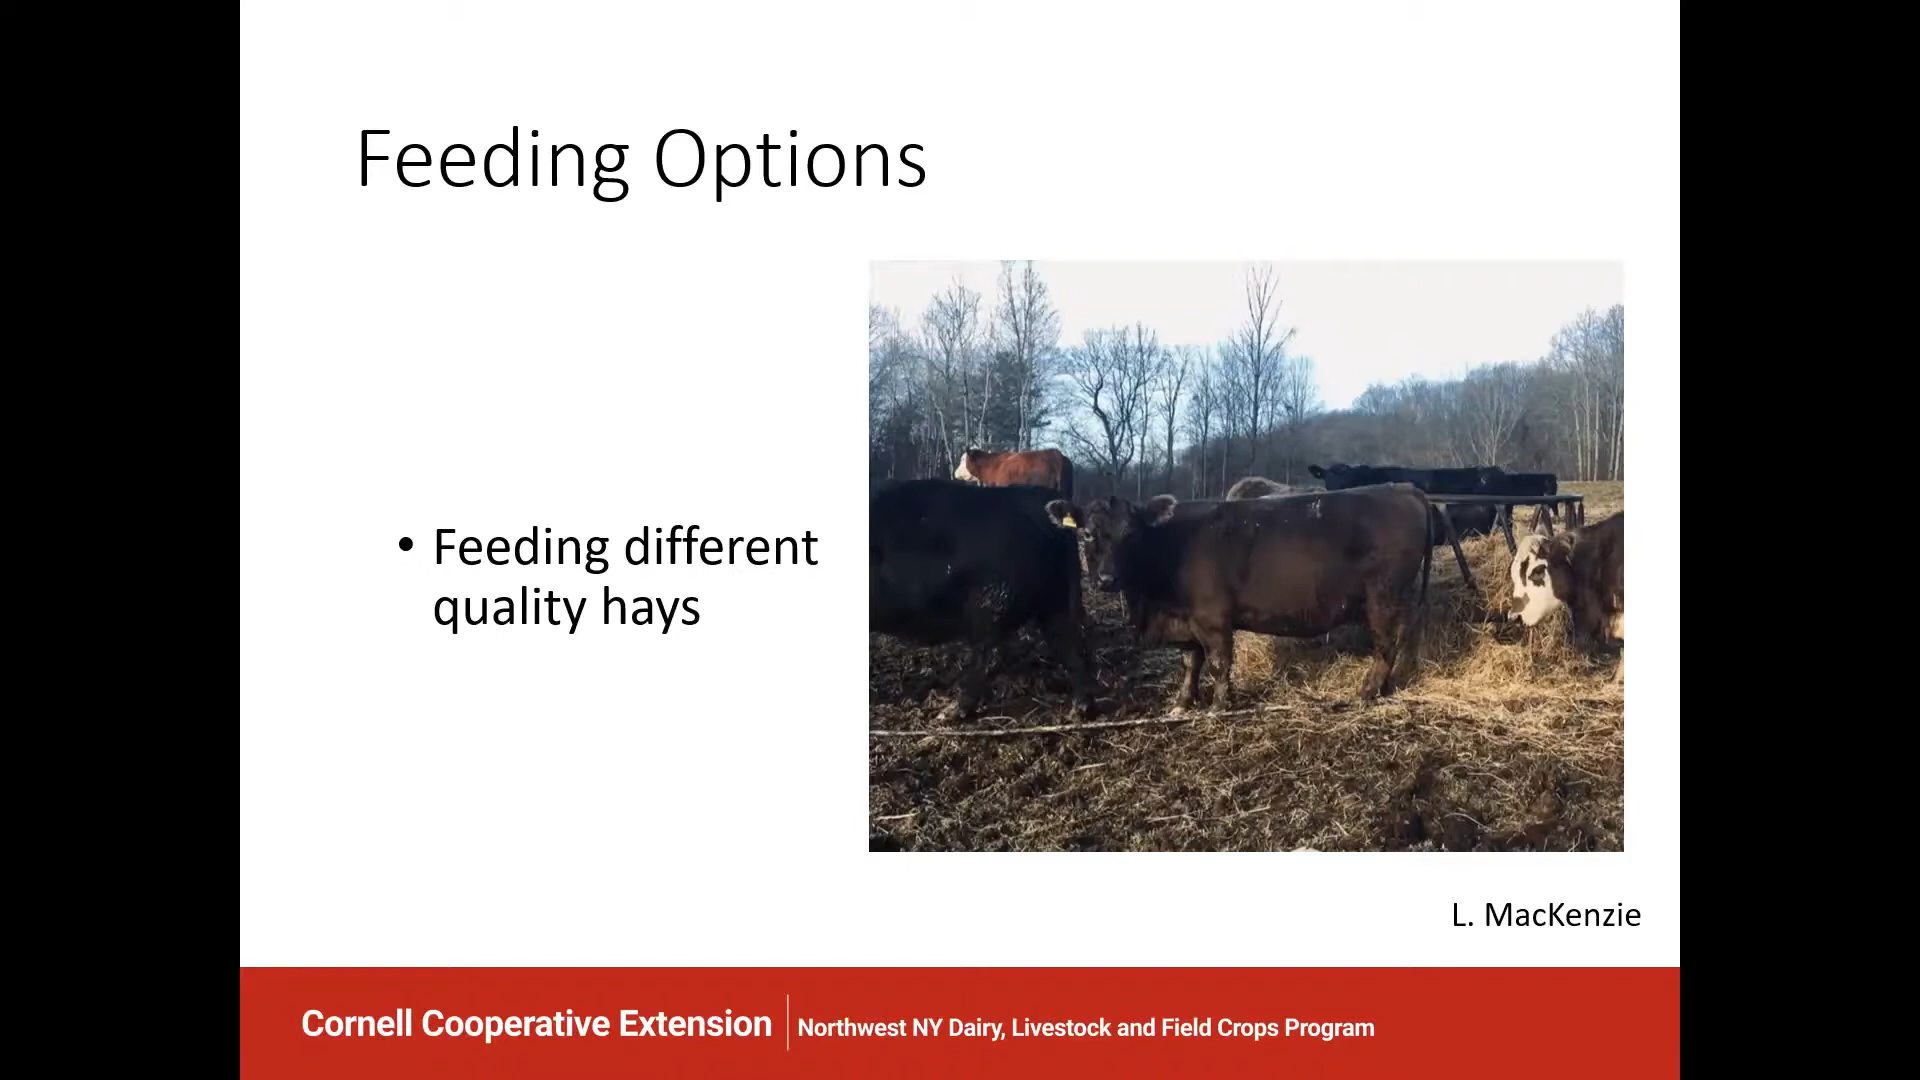 Feeding Options
• Feeding different
quality hays
L. MacKenzie
Cornell Cooperative Extension | Northwest NY Dairy, Livestock and Field Crops Program